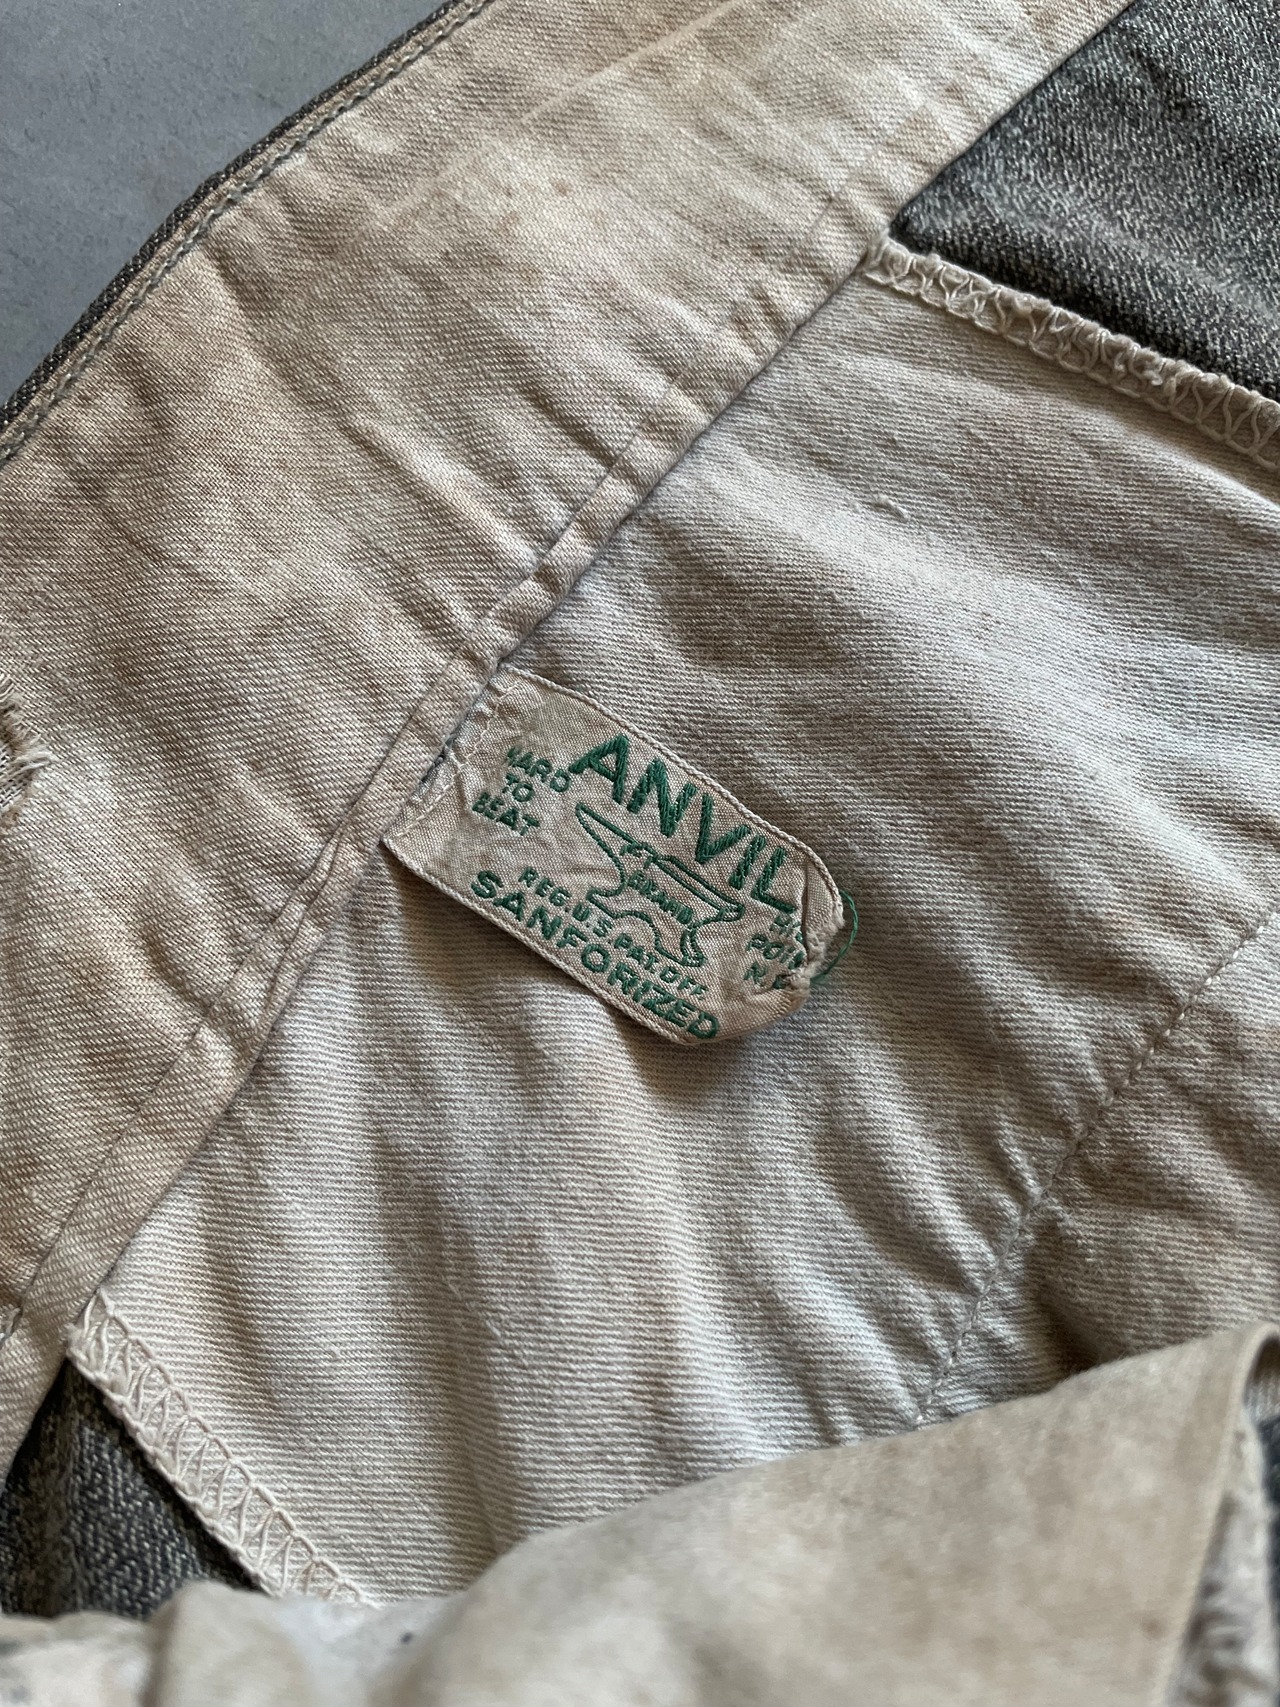 HARD
TO
BEAT
ANVIL
BRAND
REG. U.S. PAT. OFF.
SANFORIZED